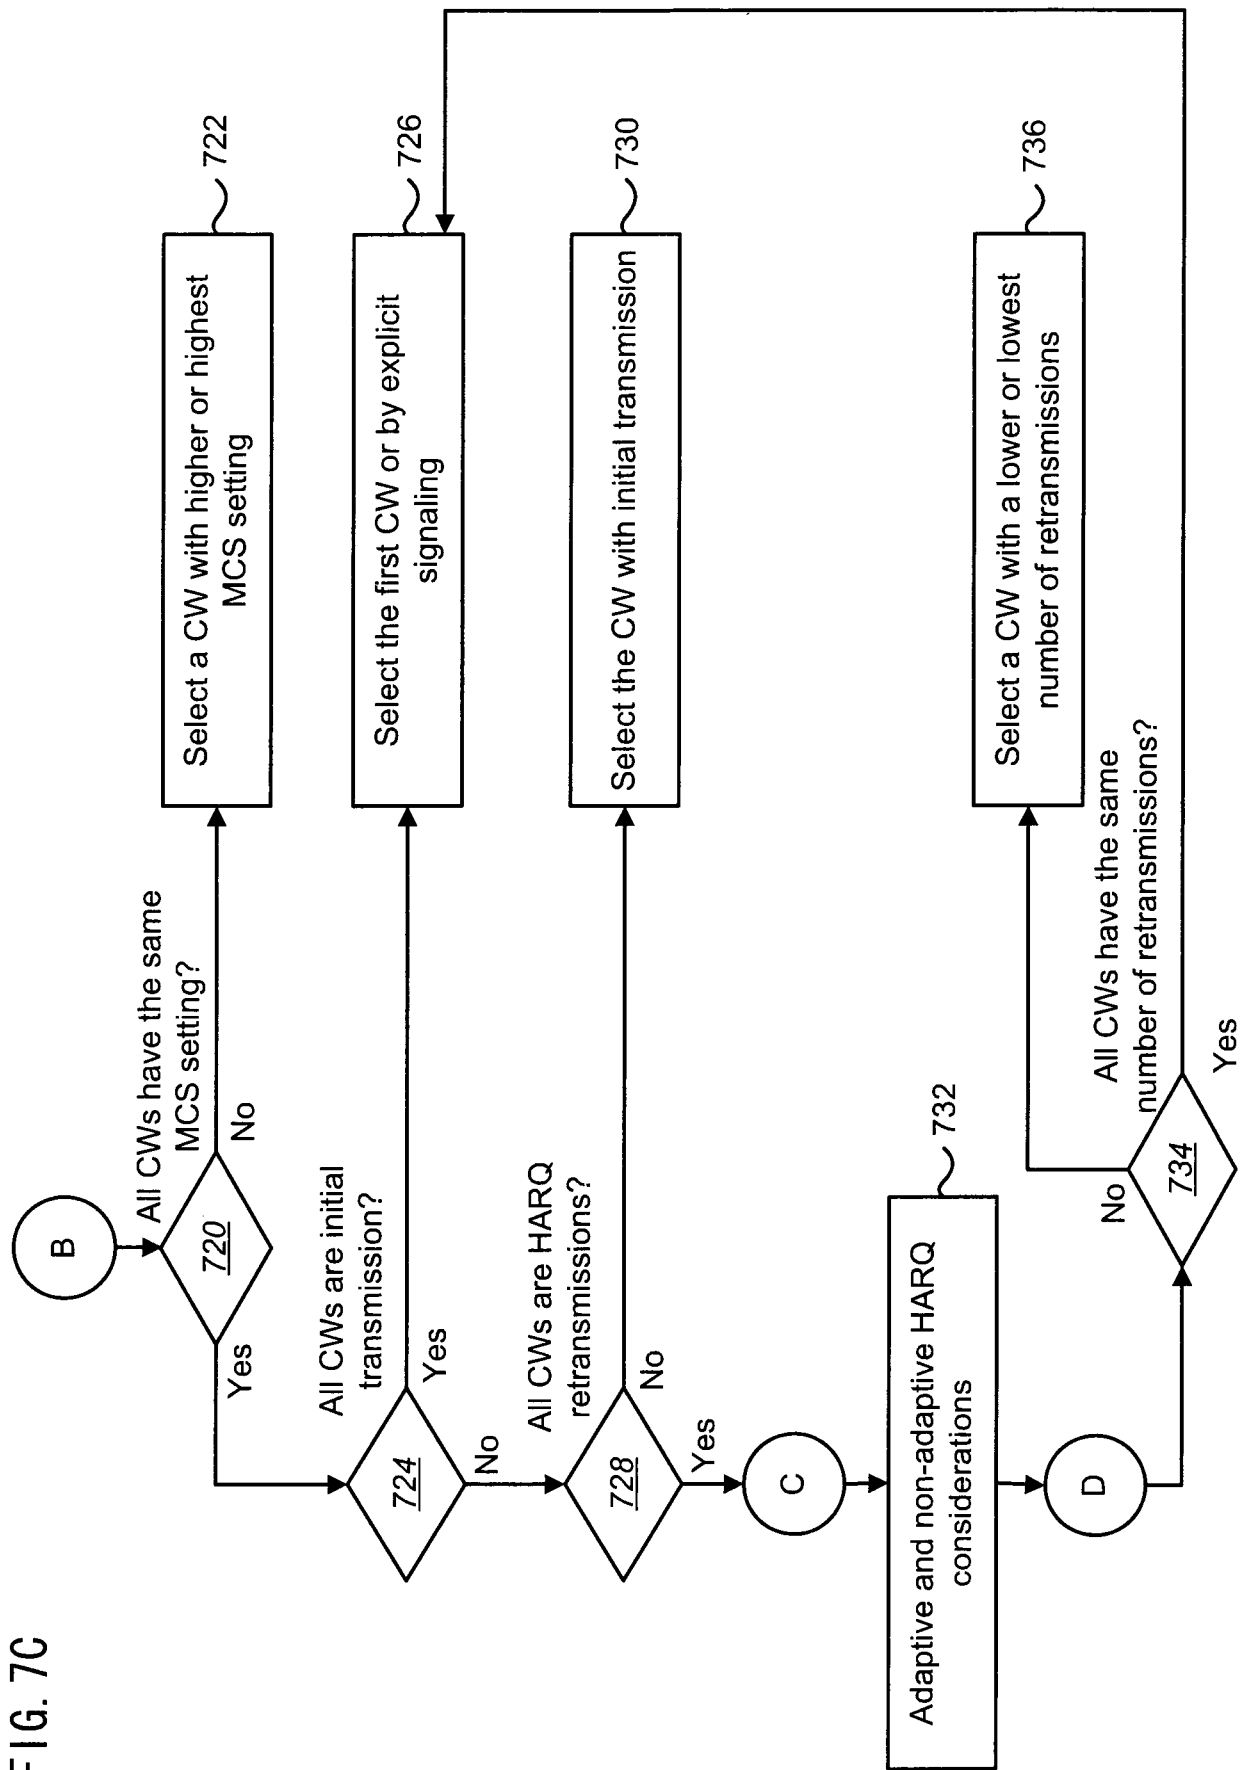 FIG. 7C
B
All CWs have the same
MCS setting?
720
No
Yes
Select a CW with higher or highest
MCS setting
722
All CWs are initial
transmission?
724
Yes
No
Select the first CW or by explicit
signaling
726
All CWs are HARQ
retransmissions?
728
No
Yes
Select the CW with initial transmission
730
C
Adaptive and non-adaptive HARQ
considerations
732
D
All CWs have the same
number of retransmissions?
734
No
Yes
Select a CW with a lower or lowest
number of retransmissions
736